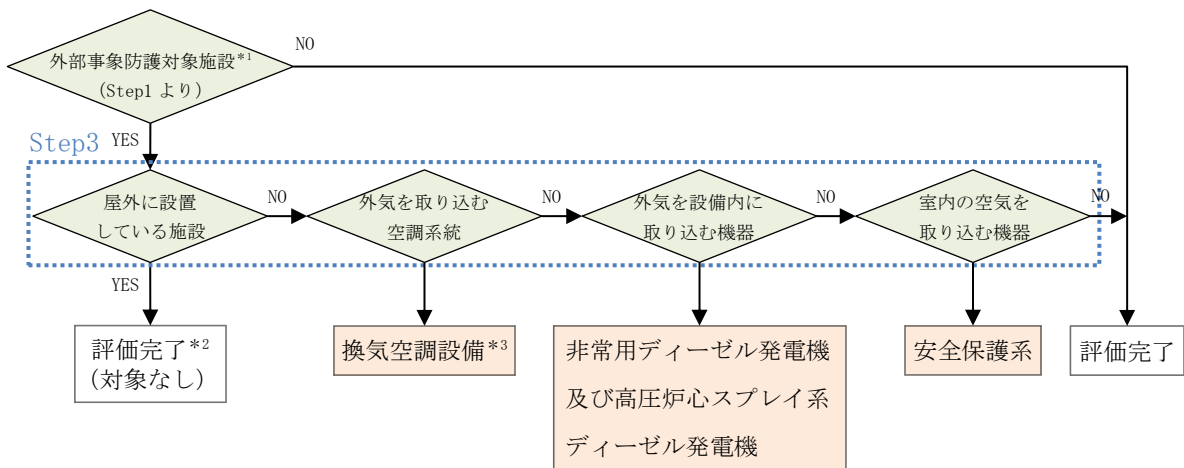 NO
外部事象防護対象施設*1
(Step1 より)
Step3
YES
屋外に設置
している施設
NO
外気を取り込む
空調系統
NO
外気を設備内に
取り込む機器
NO
室内の空気を
取り込む機器
NO
YES
評価完了*2
(対象なし)
換気空調設備*3
非常用ディーゼル発電機
及び高圧炉心スプレイ系
ディーゼル発電機
安全保護系
評価完了